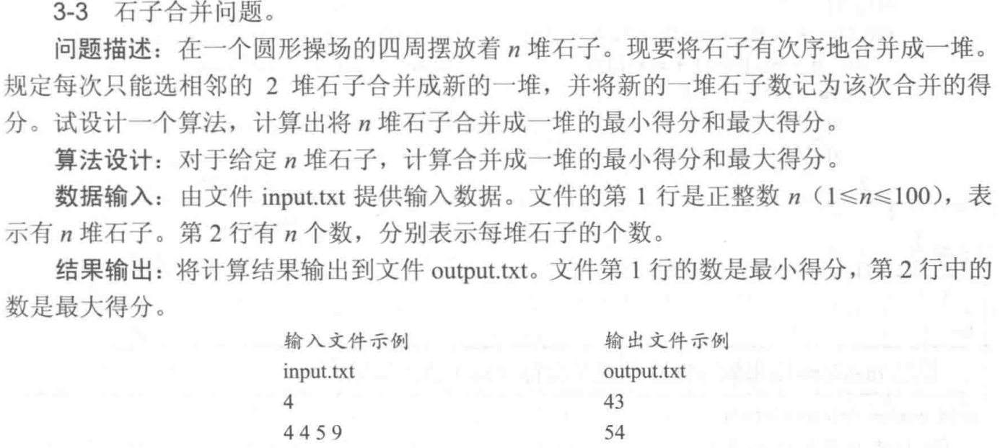 3-3 石子合并问题。
问题描述：在一个圆形操场的四周摆放着 n 堆石子。现要将石子有次序地合并成一堆。
规定每次只能选相邻的 2 堆石子合并成新的一堆，并将新的一堆石子数记为该次合并的得
分。试设计一个算法，计算出将 n 堆石子合并成一堆的最小得分和最大得分。
算法设计：对于给定 n 堆石子，计算合并成一堆的最小得分和最大得分。
数据输入：由文件 input.txt 提供输入数据。文件的第 1 行是正整数 n（1≤n≤100），表
示有 n 堆石子。第 2 行有 n 个数，分别表示每堆石子的个数。
结果输出：将计算结果输出到文件 output.txt。文件第 1 行的数是最小得分，第 2 行中的
数是最大得分。
输入文件示例 输出文件示例
input.txt output.txt
4 43
4 4 5 9 54